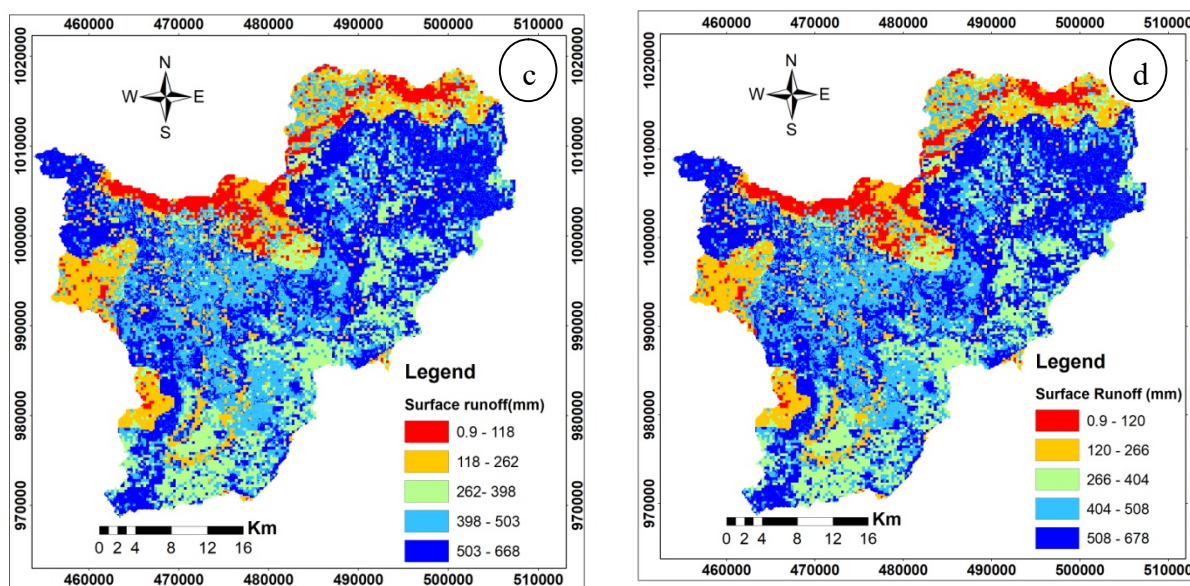 460000 470000 480000 490000 500000 510000
c
N
W E
S
1020000
1010000
1000000
990000
980000
970000
Legend
Surface runoff(mm)
0.9 - 118
118 - 262
262- 398
398 - 503
503 - 668
Km
0 2 4 8 12 16
460000 470000 480000 490000 500000 510000
460000 470000 480000 490000 500000 510000
d
N
W E
S
1020000
1010000
1000000
990000
980000
970000
Legend
Surface Runoff (mm)
0.9 - 120
120 - 266
266 - 404
404 - 508
508 - 678
Km
0 2 4 8 12 16
460000 470000 480000 490000 500000 510000